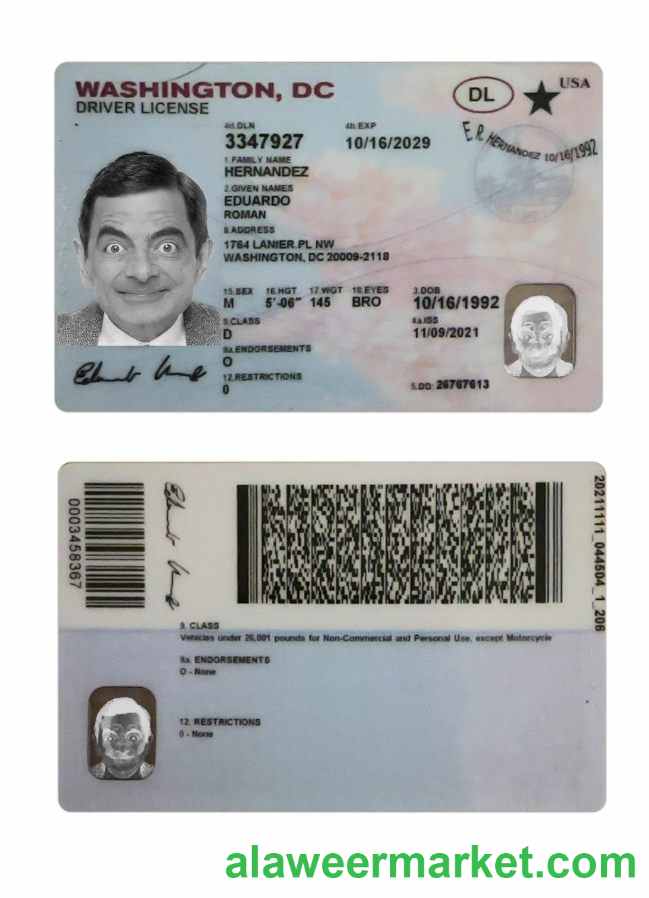 WASHINGTON, DC
DRIVER LICENSE
DL
USA
4d.DLN
3347927
4b.EXP
10/16/2029
E. R. HERNANDEZ 10/16/1992
1.FAMILY NAME
HERNANDEZ
2.GIVEN NAMES
EDUARDO
ROMAN
8.ADDRESS
1764 LANIER.PL NW
WASHINGTON, DC 20009-2118
15.SEX 16.HGT 17.WGT 18.EYES 3.DOB
M 5'-06" 145 BRO 10/16/1992
9.CLASS
D
4a.ISS
11/09/2021
9a.ENDORSEMENTS
O
12.RESTRICTIONS
0
5.DD: 26767613
0003458367
20211111_044504_1_206
9. CLASS
Vehicles under 26,001 pounds for Non-Commercial and Personal Use, except Motorcycle
9a. ENDORSEMENTS
O - None
12. RESTRICTIONS
0 - None
alaweermarket.com